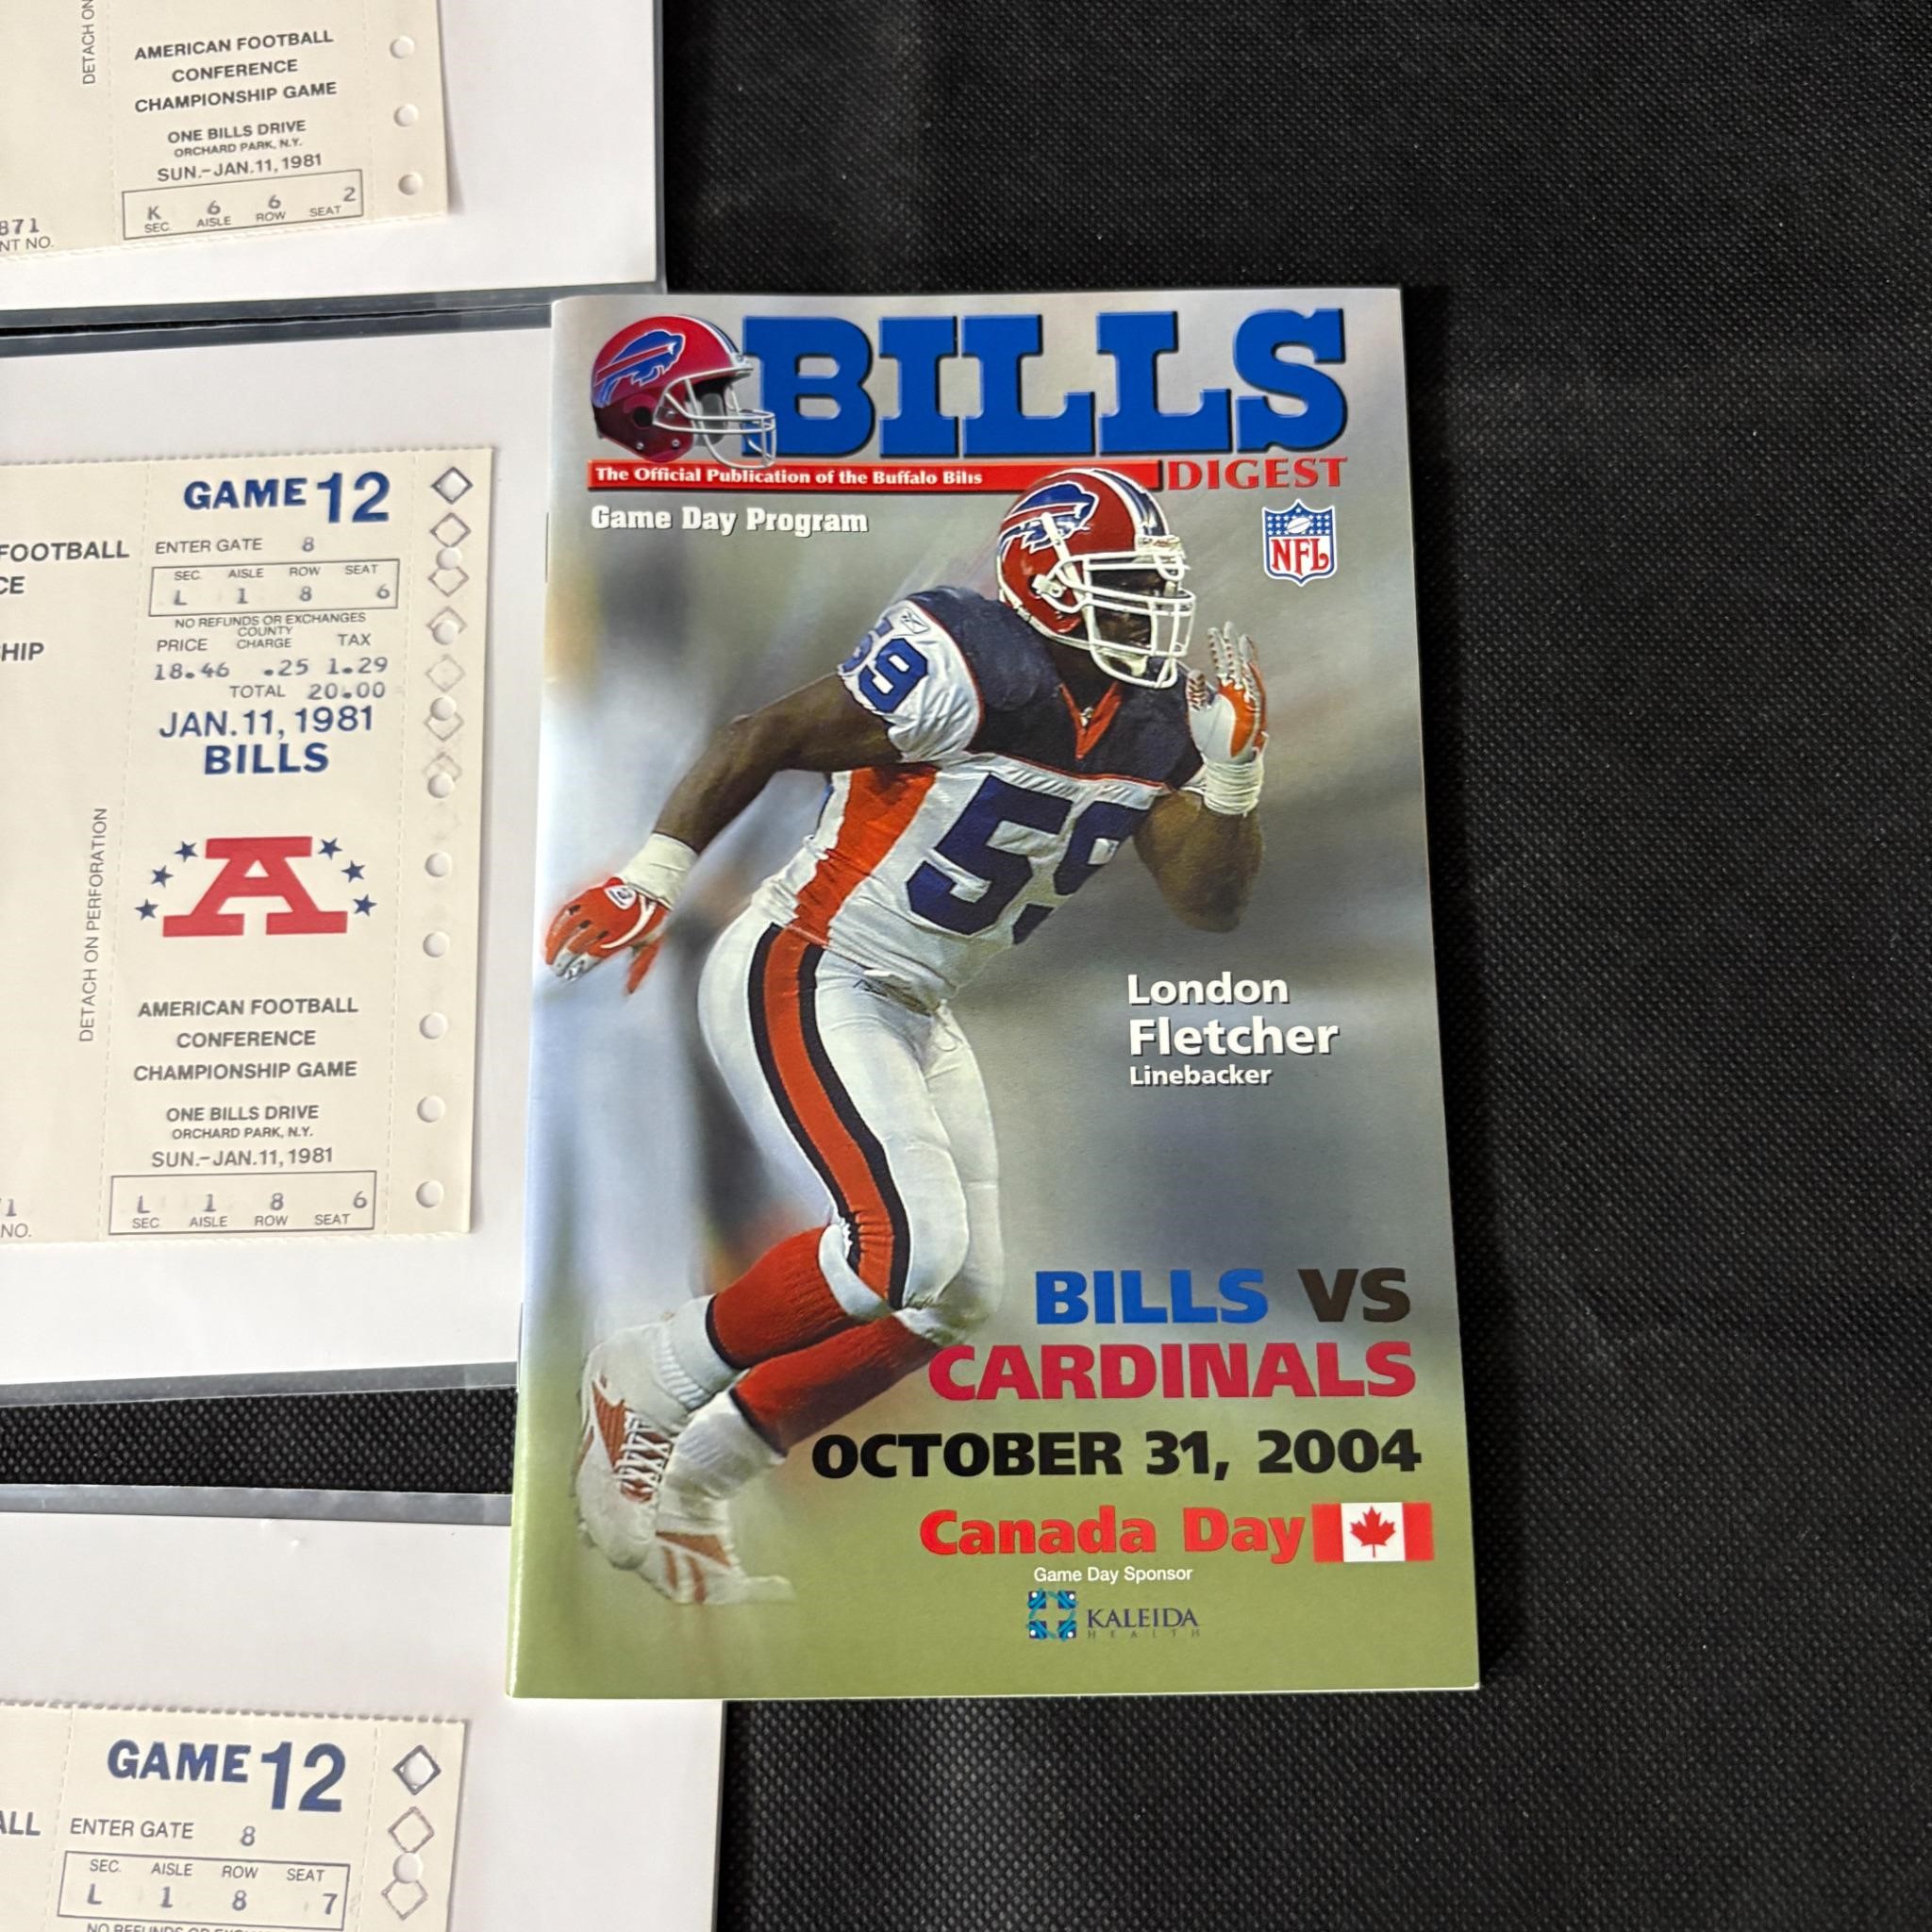 DETACH ON
AMERICAN FOOTBALL
CONFERENCE
CHAMPIONSHIP GAME
ONE BILLS DRIVE
ORCHARD PARK, N.Y.
SUN.-JAN.11,1981
K 6 6 2
SEC. AISLE ROW SEAT
871
NT NO.
GAME 12
FOOTBALL
ENTER GATE 8
CE
SEC. AISLE ROW SEAT
L 1 8 6
NO REFUNDS OR EXCHANGES
HIP
PRICE COUNTY CHARGE TAX
18.46 .25 1.29
TOTAL 20.00
JAN.11,1981
BILLS
A
DETACH ON PERFORATION
AMERICAN FOOTBALL
CONFERENCE
CHAMPIONSHIP GAME
ONE BILLS DRIVE
ORCHARD PARK, N.Y.
SUN.-JAN.11,1981
L 1 8 6
SEC. AISLE ROW SEAT
1
NO.
GAME 12
ALL
ENTER GATE 8
SEC. AISLE ROW SEAT
L 1 8 7
BILLS
DIGEST
The Official Publication of the Buffalo Bills
Game Day Program
NFL
59
59
London
Fletcher
Linebacker
BILLS VS
CARDINALS
OCTOBER 31, 2004
Canada Day
Game Day Sponsor
KALEIDA
HEALTH